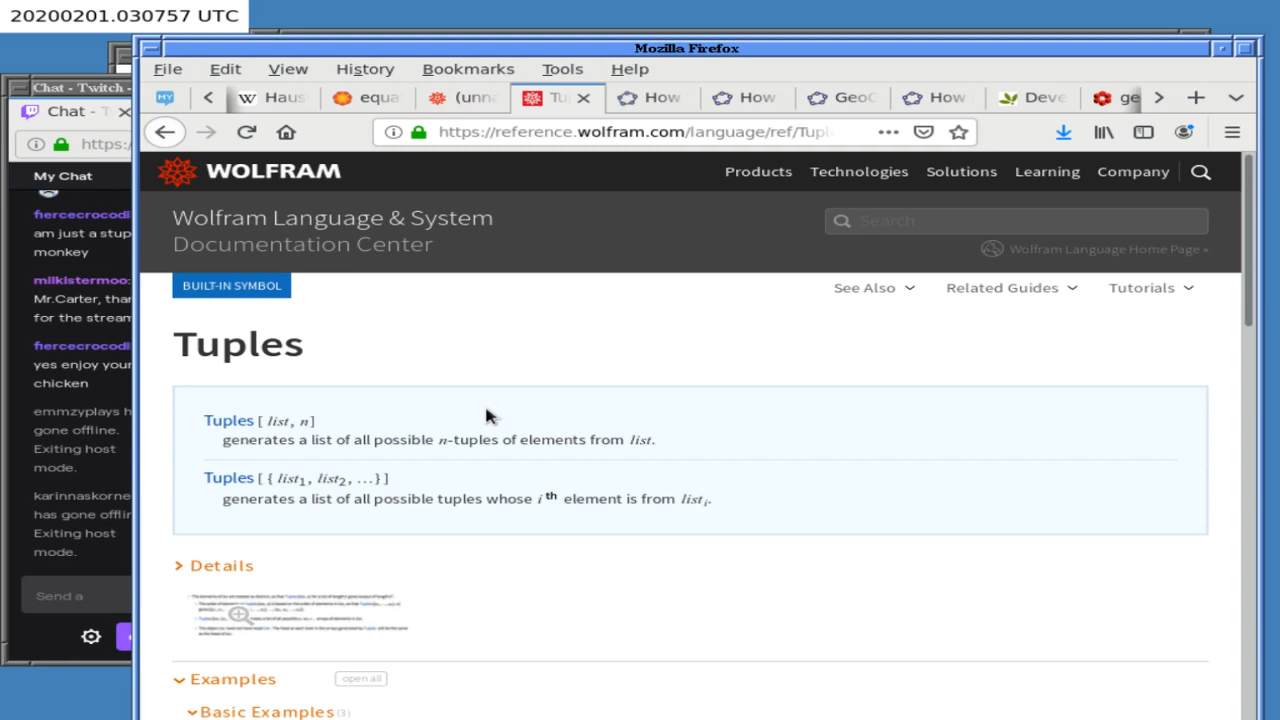 20200201.030757 UTC
Mozilla Firefox
File Edit View History Bookmarks Tools Help
Chat - Twitch -
Chat - T
Haus equa (unna Tu How How GeoG How Deve ge
https:/
https://reference.wolfram.com/language/ref/Tupl
My Chat
WOLFRAM
Products Technologies Solutions Learning Company
Wolfram Language & System
Documentation Center
Search
Wolfram Language Home Page »
BUILT-IN SYMBOL
See Also Related Guides Tutorials
Tuples
Tuples[list, n]
generates a list of all possible n-tuples of elements from list.
Tuples[{list1, list2, ...}]
generates a list of all possible tuples whose i th element is from listi.
Details
Examples open all
Basic Examples (3)
fiercecrocodi
am just a stup
monkey
milkistermoo:
Mr.Carter, tha
for the stream
fiercecrocodi
yes enjoy your
chicken
emmzyplays h
gone offline.
Exiting host
mode.
karinnaskorne
has gone offlin
Exiting host
mode.
Send a